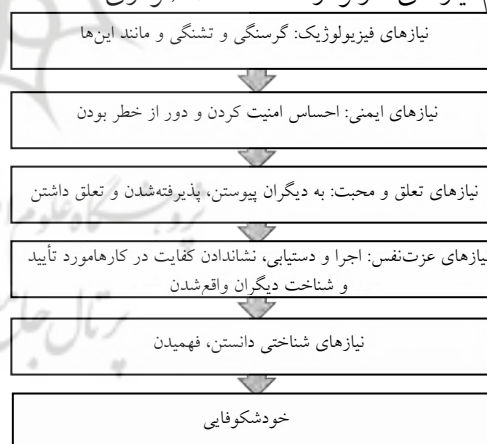 نیازهای فیزیولوژیک: گرسنگی و تشنگی و مانند این‌ها
نیازهای ایمنی: احساس امنیت کردن و دور از خطر بودن
نیازهای تعلق و محبت: به دیگران پیوستن، پذیرفته‌شدن و تعلق داشتن
نیازهای عزت‌نفس: اجرا و دستیابی، نشاندادن کفایت در کارهامورد تأیید
و شناخت دیگران واقع‌شدن
نیازهای شناختی دانستن، فهمیدن
خودشکوفایی